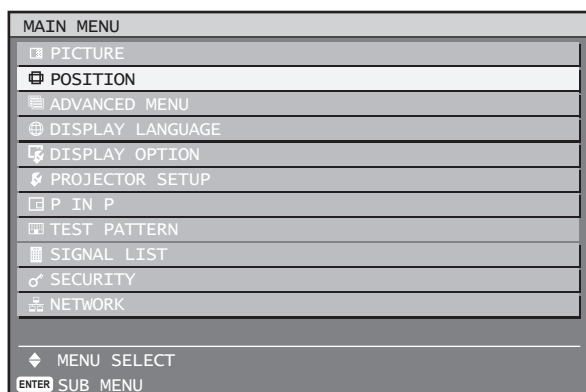 MAIN MENU
PICTURE
POSITION
ADVANCED MENU
DISPLAY LANGUAGE
DISPLAY OPTION
PROJECTOR SETUP
P IN P
TEST PATTERN
SIGNAL LIST
SECURITY
NETWORK
MENU SELECT
ENTER SUB MENU